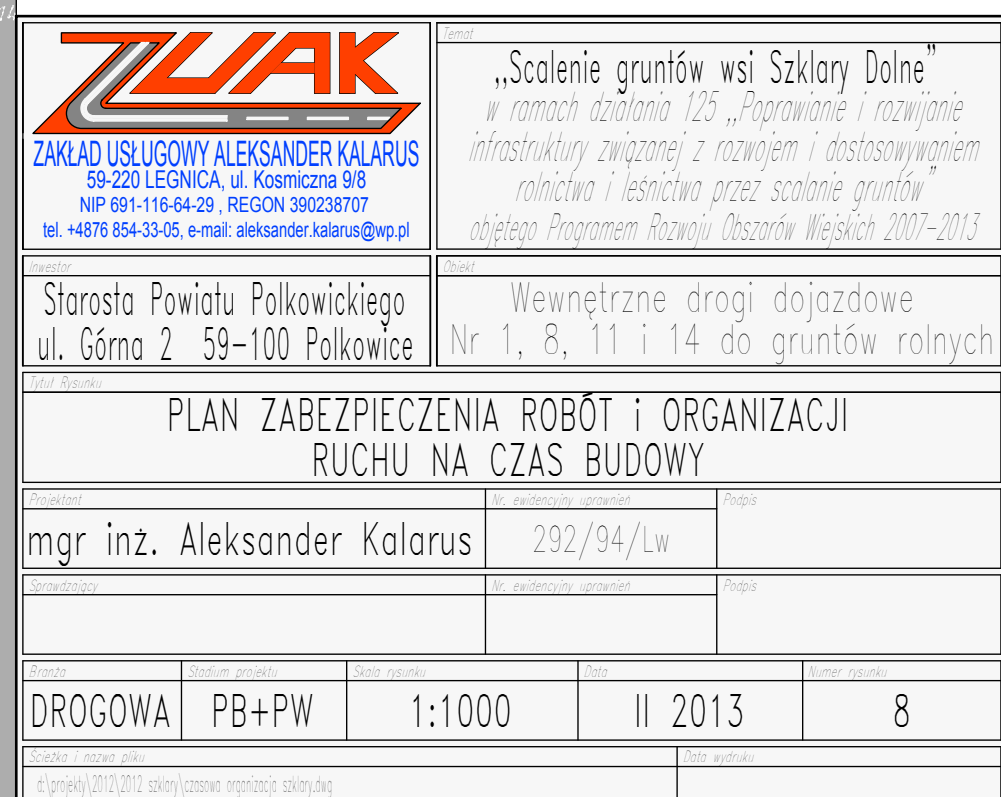 14
ZUAK
ZAKŁAD USŁUGOWY ALEKSANDER KALARUS
59-220 LEGNICA, ul. Kosmiczna 9/8
NIP 691-116-64-29 , REGON 390238707
tel. +4876 854-33-05, e-mail: aleksander.kalarus@wp.pl
Temat
,,Scalenie gruntów wsi Szklary Dolne"
w ramach działania 125 ,,Poprawianie i rozwijanie
infrastruktury związanej z rozwojem i dostosowywaniem
rolnictwa i leśnictwa przez scalanie gruntów"
objętego Programem Rozwoju Obszarów Wiejskich 2007-2013
Inwestor
Starosta Powiatu Polkowickiego
ul. Górna 2 59-100 Polkowice
Obiekt
Wewnętrzne drogi dojazdowe
Nr 1, 8, 11 i 14 do gruntów rolnych
Tytuł Rysunku
PLAN ZABEZPIECZENIA ROBÓT i ORGANIZACJI
RUCHU NA CZAS BUDOWY
Projektant
mgr inż. Aleksander Kalarus
Nr. ewidencyjny uprawnień
292/94/Lw
Podpis
Sprawdzający
Nr. ewidencyjny uprawnień
Podpis
Branża
DROGOWA
Stadium projektu
PB+PW
Skala rysunku
1:1000
Data
II 2013
Numer rysunku
8
Ścieżka i nazwa pliku
d:\projekty\2012\2012 szklary\czasowa organizacja szklary.dwg
Data wydruku